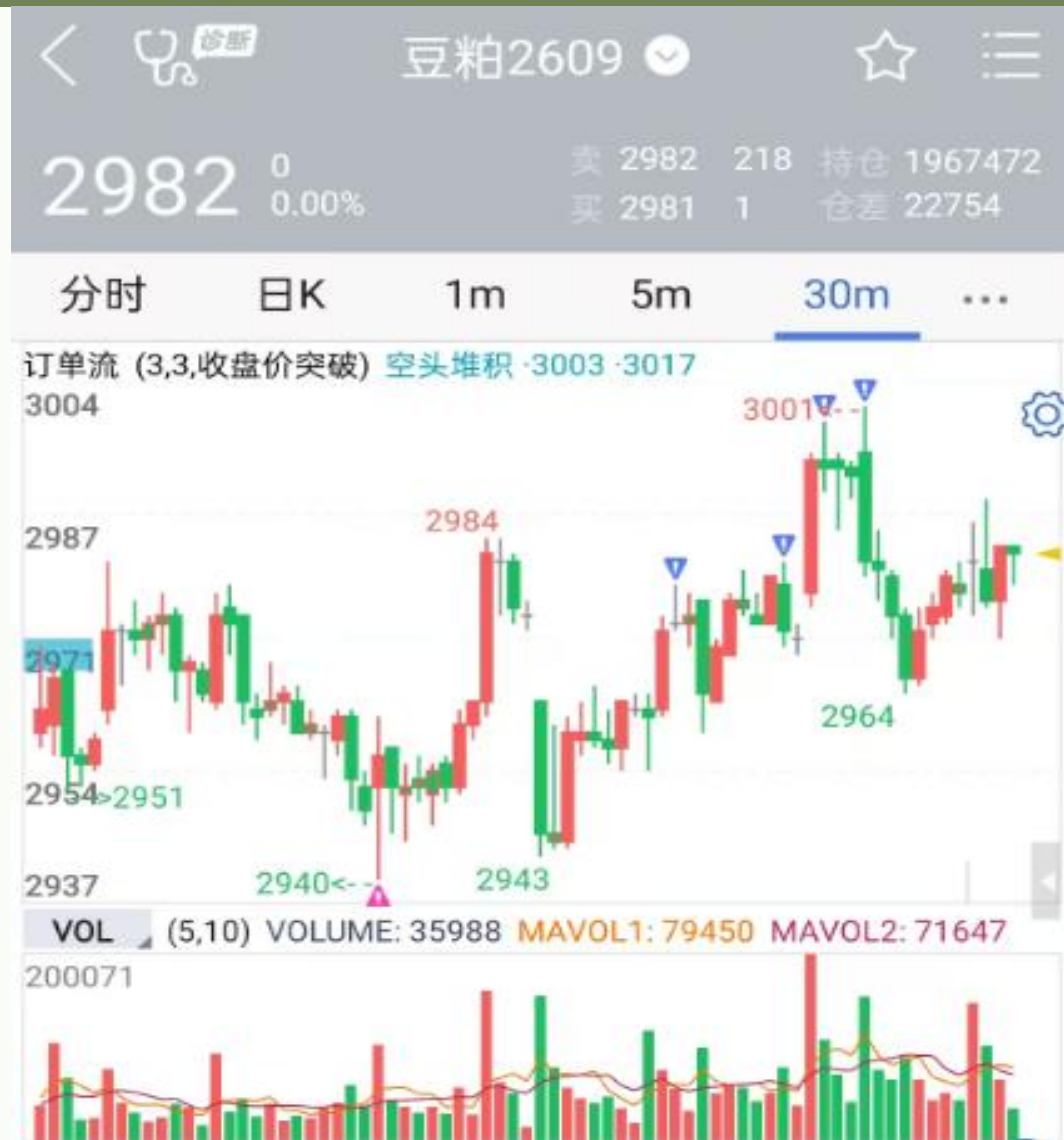 诊断
豆粕2609
2982 0 0.00%
卖 2982 218 持仓 1967472
买 2981 1 仓差 22754
分时 日K 1m 5m 30m ...
订单流 (3,3,收盘价突破) 空头堆积 ·3003 ·3017
3004
3001<--
2987
2984
2971
2964
2954
>2951
2940<--
2943
2937
VOL (5,10) VOLUME: 35988 MAVOL1: 79450 MAVOL2: 71647
200071